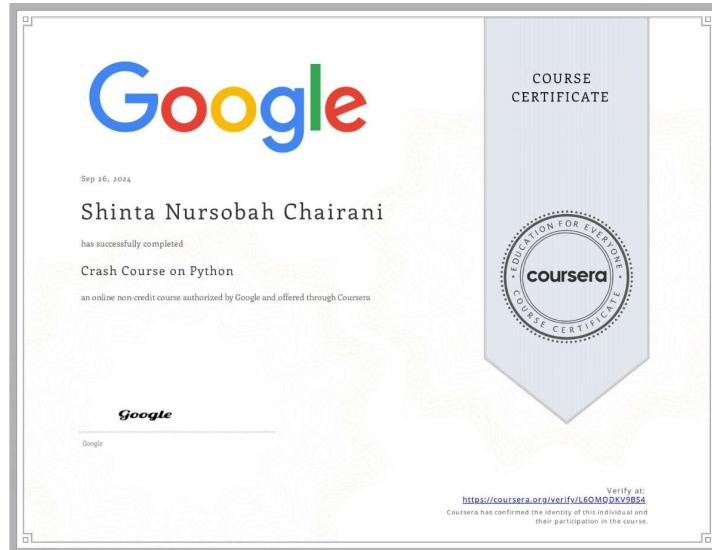 Google
COURSE
CERTIFICATE
Sep 26, 2024
Shinta Nursobah Chairani
has successfully completed
Crash Course on Python
an online non-credit course authorized by Google and offered through Coursera
EDUCATION FOR EVERYONE
coursera
COURSE CERTIFICATE
Google
Google
Verify at:
https://coursera.org/verify/L6OMQDKV9BS4
Coursera has confirmed the identity of this individual and
their participation in the course.